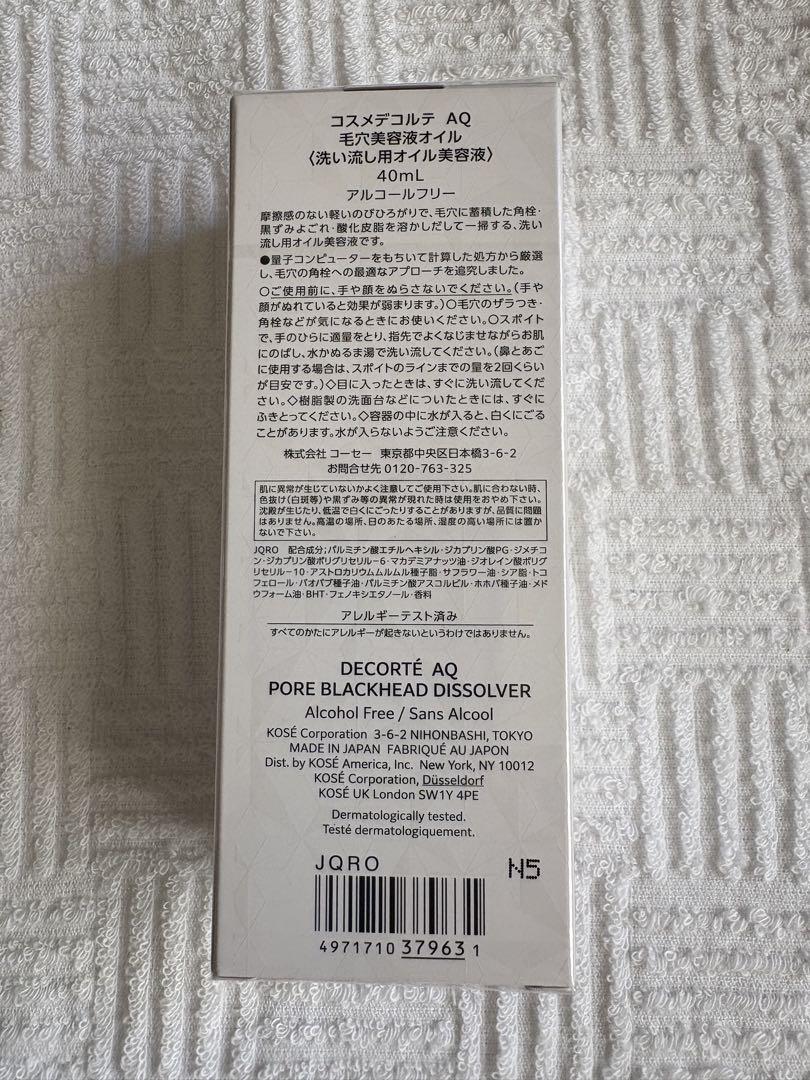 コスメデコルテ AQ
毛穴美容液オイル
〈洗い流し用オイル美容液〉
40mL
アルコールフリー
摩擦感のない軽いのびひろがりで、毛穴に蓄積した角栓・
黒ずみよごれ・酸化皮脂を溶かしだして一掃する、洗い
流し用オイル美容液です。
●量子コンピューターをもちいて計算した処方から厳選
し、毛穴の角栓への最適なアプローチを追究しました。
○ご使用前に、手や顔をぬらさないでください。(手や
顔がぬれていると効果が弱まります。)○毛穴のザラつき・
角栓などが気になるときにお使いください。○スポイト
で、手のひらに適量をとり、指先でよくなじませながらお肌
にのばし、水かぬるま湯で洗い流してください。(鼻とあご
に使用する場合は、スポイトのラインまでの量を2回くらい
が目安です。)◇目に入ったときは、すぐに洗い流してくだ
さい。◇樹脂製の洗面台などについたときには、すぐに
ふきとってください。◇容器の中に水が入ると、白くにごる
ことがあります。水が入らないようご注意ください。
株式会社 コーセー 東京都中央区日本橋3-6-2
お問合せ先 0120-763-325
肌に異常が生じていないかよく注意してご使用下さい。肌に合わない時、
色抜け(白斑等)や黒ずみ等の異常が現れた時は使用をおやめ下さい。
沈殿が生じたり、低温で白くにごったりすることがありますが、品質に問題
はありません。高温の場所、日のあたる場所、湿度の高い場所には置か
ないで下さい。
JQRO 配合成分;パルミチン酸エチルヘキシル・ジカプリン酸PG・ジメチコ
ン・ジカプリン酸ポリグリセリル-6・マカデミアナッツ油・ジオレイン酸ポリグ
リセリル-10・アストロカリウムムルムル種子脂・サフラワー油・シア脂・トコ
フェロール・バオバブ種子油・パルミチン酸アスコルビル・ホホバ種子油・メド
ウフォーム油・BHT・フェノキシエタノール・香料
アレルギーテスト済み
すべてのかたにアレルギーが起きないというわけではありません。
DECORTÉ AQ
PORE BLACKHEAD DISSOLVER
Alcohol Free / Sans Alcool
KOSÉ Corporation 3-6-2 NIHONBASHI, TOKYO
MADE IN JAPAN FABRIQUÉ AU JAPON
Dist. by KOSÉ America, Inc. New York, NY 10012
KOSÉ Corporation, Düsseldorf
KOSÉ UK London SW1Y 4PE
Dermatologically tested.
Testé dermatologiquement.
JQRO
N5
4971710 37963 1